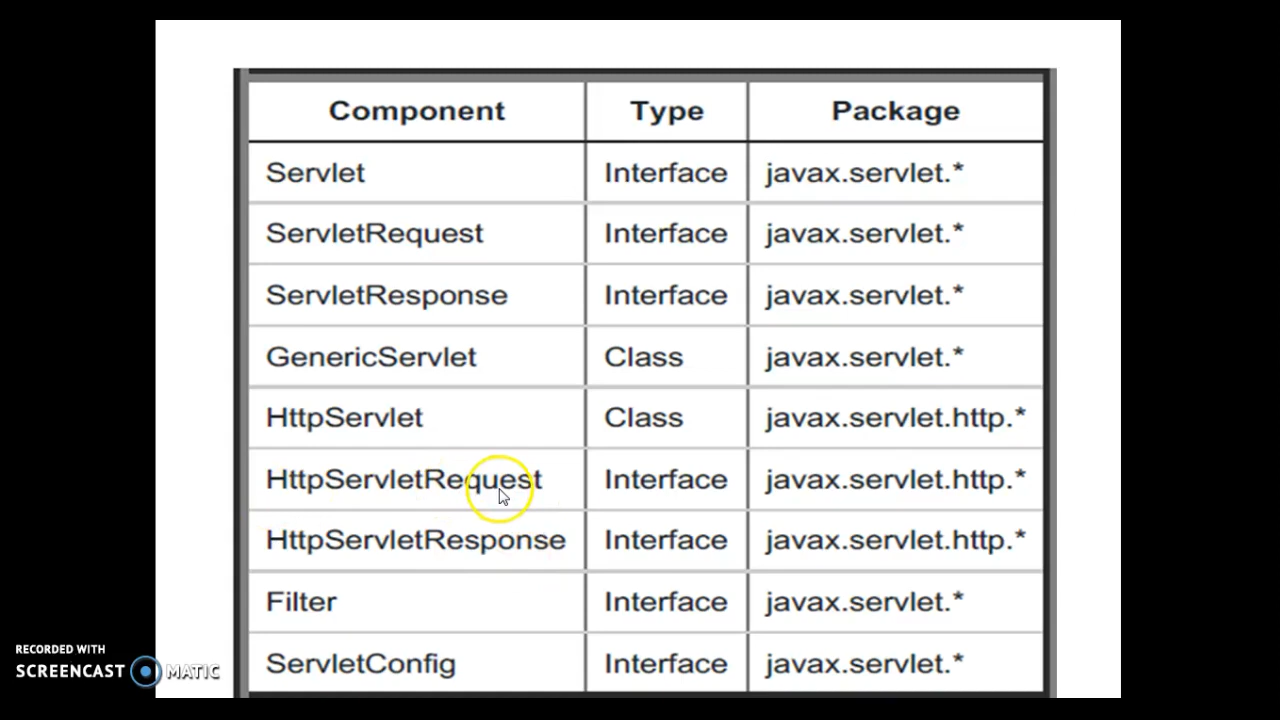 Component Type Package
Servlet Interface javax.servlet.*
ServletRequest Interface javax.servlet.*
ServletResponse Interface javax.servlet.*
GenericServlet Class javax.servlet.*
HttpServlet Class javax.servlet.http.*
HttpServletRequest Interface javax.servlet.http.*
HttpServletResponse Interface javax.servlet.http.*
Filter Interface javax.servlet.*
ServletConfig Interface javax.servlet.*
RECORDED WITH
SCREENCAST MATIC